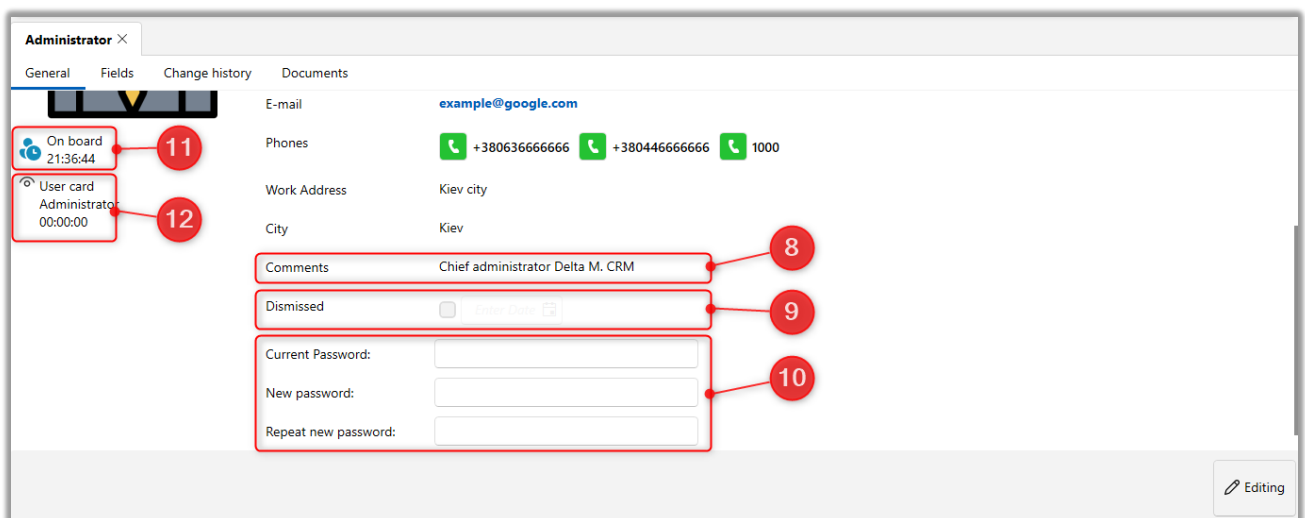 Administrator
General Fields Change history Documents
E-mail example@google.com
On board
21:36:44
11
Phones +380636666666 +380446666666 1000
User card
Administrator
00:00:00
12
Work Address Kiev city
City Kiev
Comments Chief administrator Delta M. CRM
8
Dismissed Enter Date
9
Current Password:
New password:
Repeat new password:
10
Editing